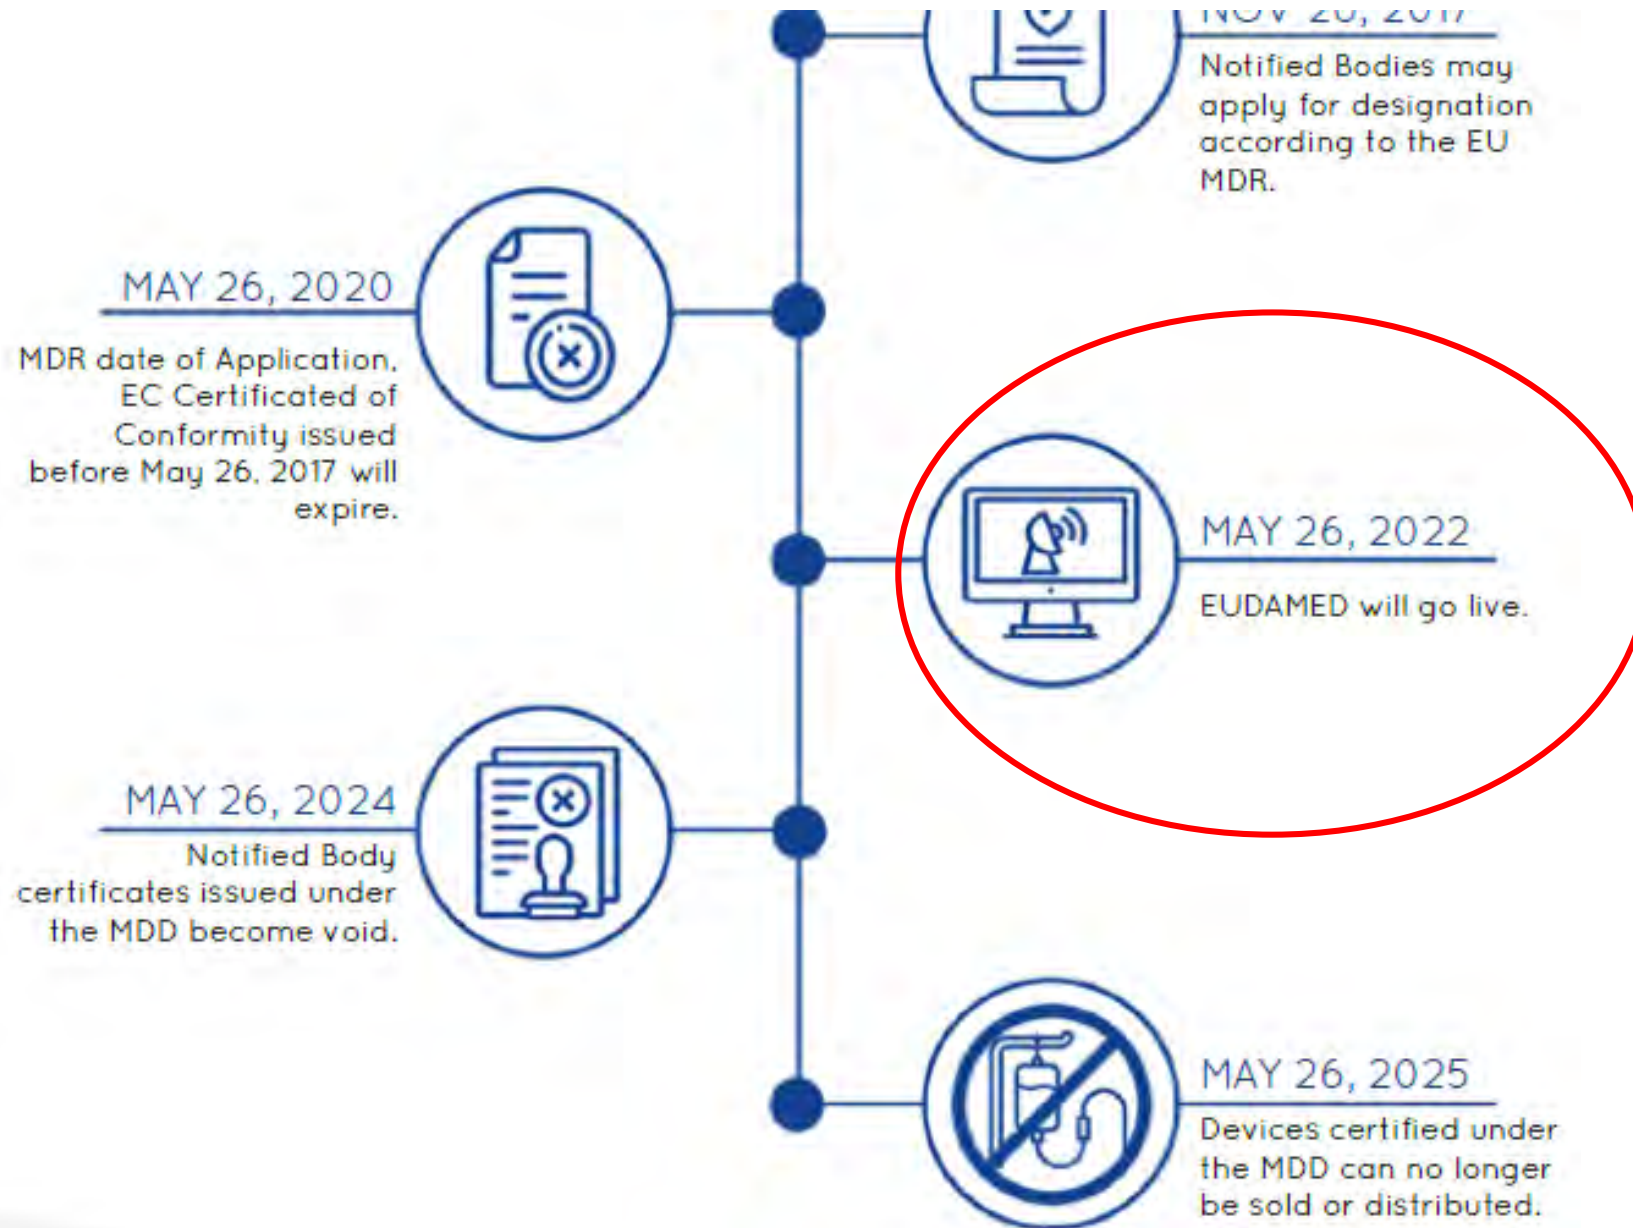 NOV 20, 2017
Notified Bodies may
apply for designation
according to the EU
MDR.
MAY 26, 2020
MDR date of Application,
EC Certificated of
Conformity issued
before May 26, 2017 will
expire.
MAY 26, 2022
EUDAMED will go live.
MAY 26, 2024
Notified Body
certificates issued under
the MDD become void.
MAY 26, 2025
Devices certified under
the MDD can no longer
be sold or distributed.